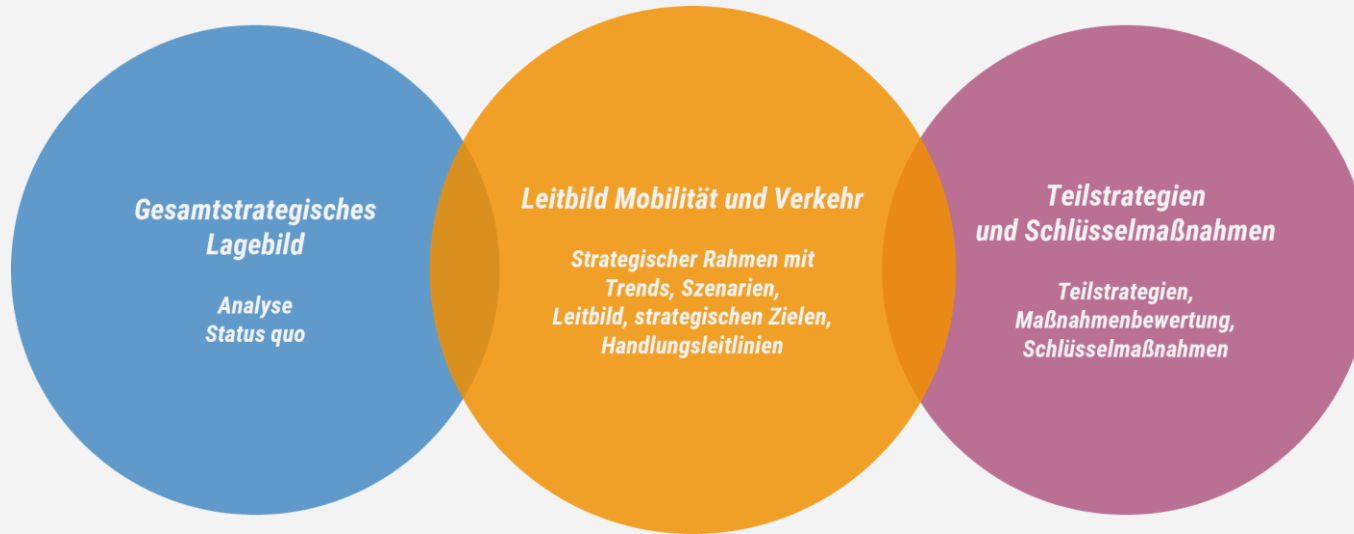 Gesamtstrategisches
Lagebild
Analyse
Status quo
Leitbild Mobilität und Verkehr
Strategischer Rahmen mit
Trends, Szenarien,
Leitbild, strategischen Zielen,
Handlungsleitlinien
Teilstrategien
und Schlüsselmaßnahmen
Teilstrategien,
Maßnahmenbewertung,
Schlüsselmaßnahmen